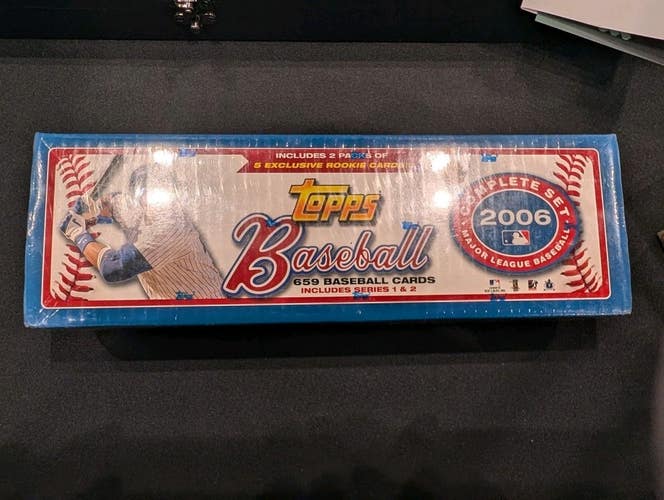 INCLUDES 2 PACKS OF
5 EXCLUSIVE ROOKIE CARDS
Topps
Baseball
659 BASEBALL CARDS
INCLUDES SERIES 1 & 2
COMPLETE SET
2006
MAJOR LEAGUE BASEBALL